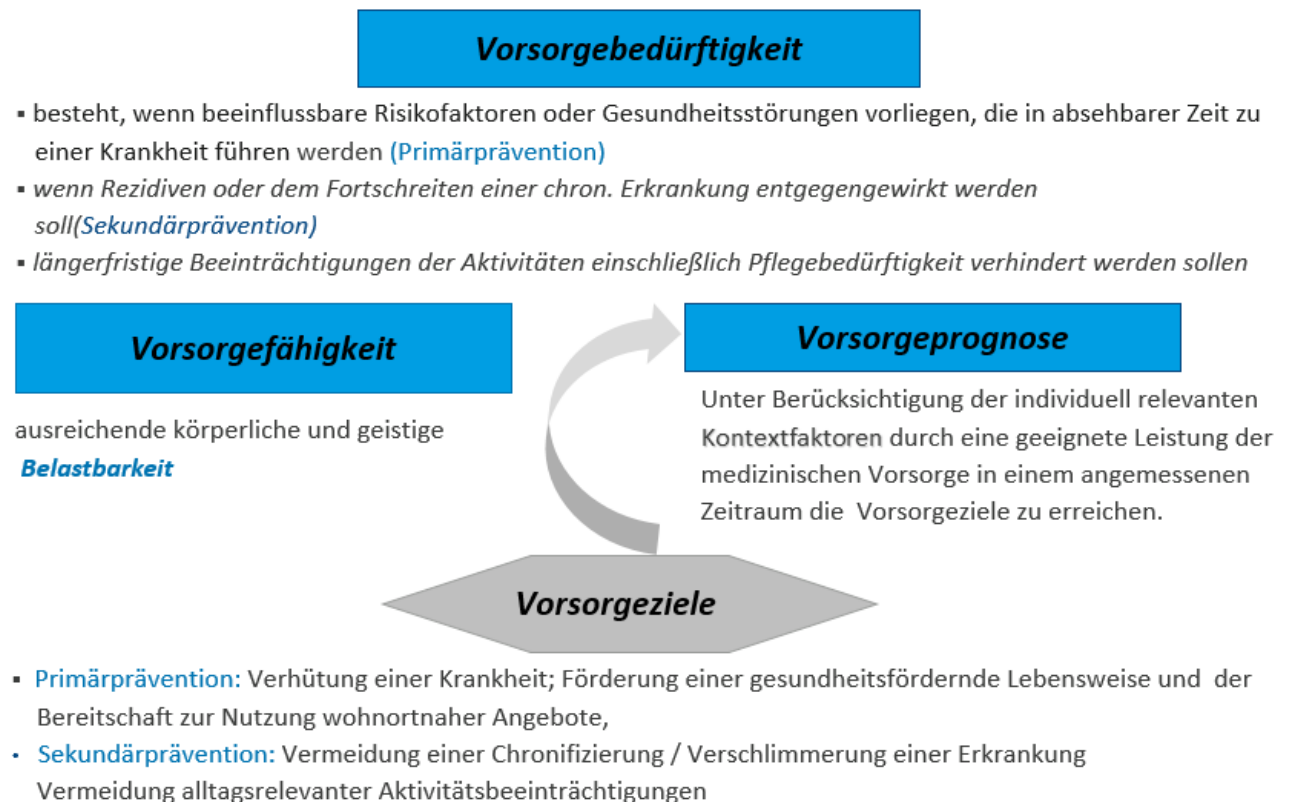 Vorsorgebedürftigkeit
▪ besteht, wenn beeinflussbare Risikofaktoren oder Gesundheitsstörungen vorliegen, die in absehbarer Zeit zu
einer Krankheit führen werden (Primärprävention)
▪ wenn Rezidiven oder dem Fortschreiten einer chron. Erkrankung entgegengewirkt werden
soll(Sekundärprävention)
▪ längerfristige Beeinträchtigungen der Aktivitäten einschließlich Pflegebedürftigkeit verhindert werden sollen
Vorsorgefähigkeit
ausreichende körperliche und geistige
Belastbarkeit
Vorsorgeprognose
Unter Berücksichtigung der individuell relevanten
Kontextfaktoren durch eine geeignete Leistung der
medizinischen Vorsorge in einem angemessenen
Zeitraum die Vorsorgeziele zu erreichen.
Vorsorgeziele
▪ Primärprävention: Verhütung einer Krankheit; Förderung einer gesundheitsfördernde Lebensweise und der
Bereitschaft zur Nutzung wohnortnaher Angebote,
• Sekundärprävention: Vermeidung einer Chronifizierung / Verschlimmerung einer Erkrankung
Vermeidung alltagsrelevanter Aktivitätsbeeinträchtigungen